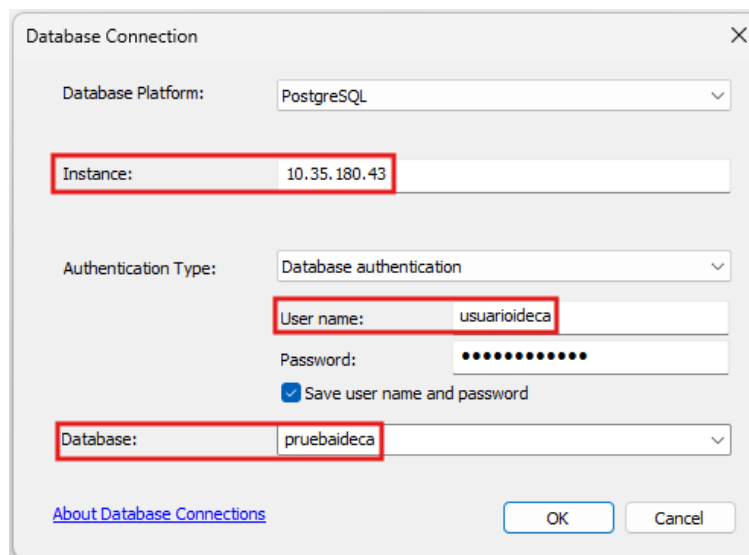 Database Connection
Database Platform: PostgreSQL
Instance: 10.35.180.43
Authentication Type: Database authentication
User name: usuarioideca
Password: ••••••••••••
Save user name and password
Database: pruebaideca
About Database Connections OK Cancel